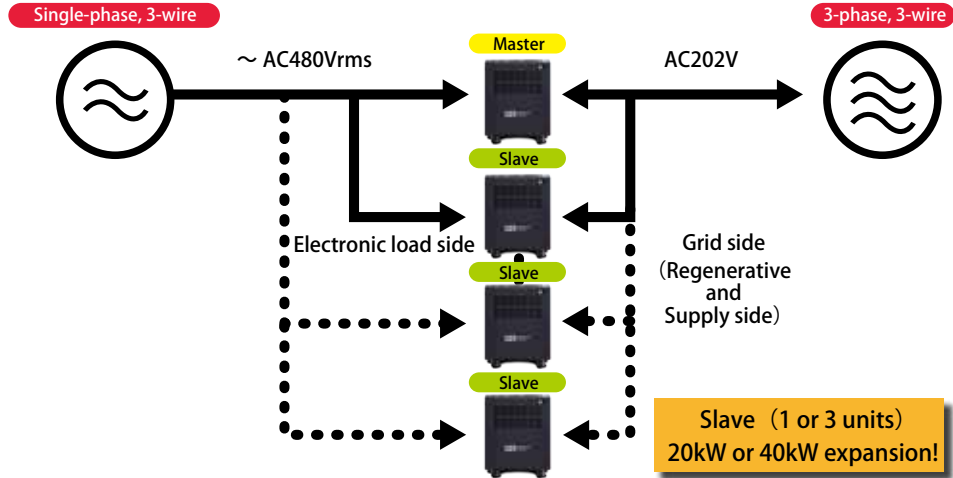 Single-phase, 3-wire
3-phase, 3-wire
Master
～ AC480Vrms
AC202V
Slave
Electronic load side
Grid side
（Regenerative
and
Supply side）
Slave
Slave
Slave（1 or 3 units）
20kW or 40kW expansion!